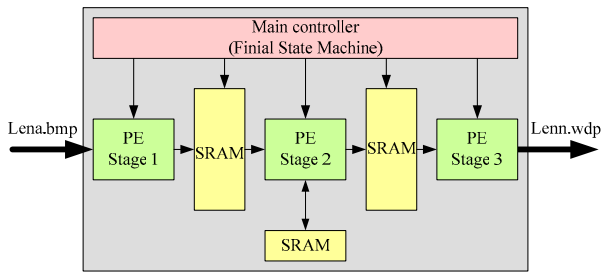 Main controller
(Finial State Machine)
Lena.bmp
PE
Stage 1
SRAM
PE
Stage 2
SRAM
PE
Stage 3
Lenn.wdp
SRAM